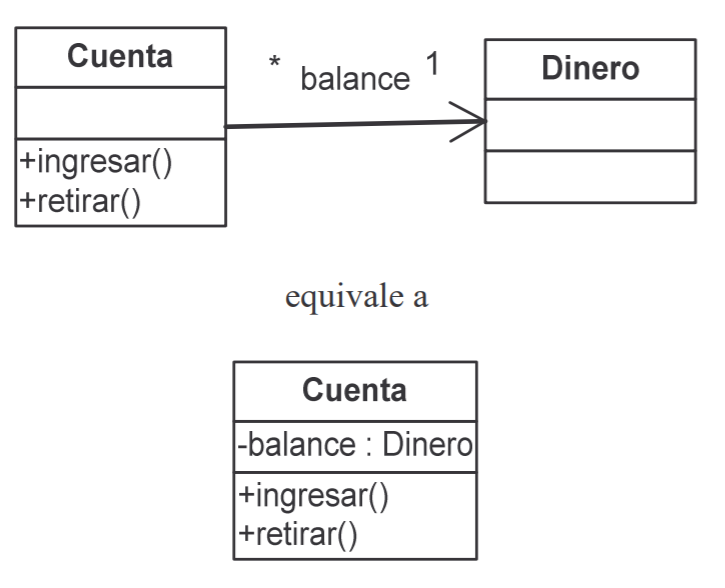 Cuenta
* balance 1
Dinero
+ingresar()
+retirar()
equivale a
Cuenta
-balance : Dinero
+ingresar()
+retirar()